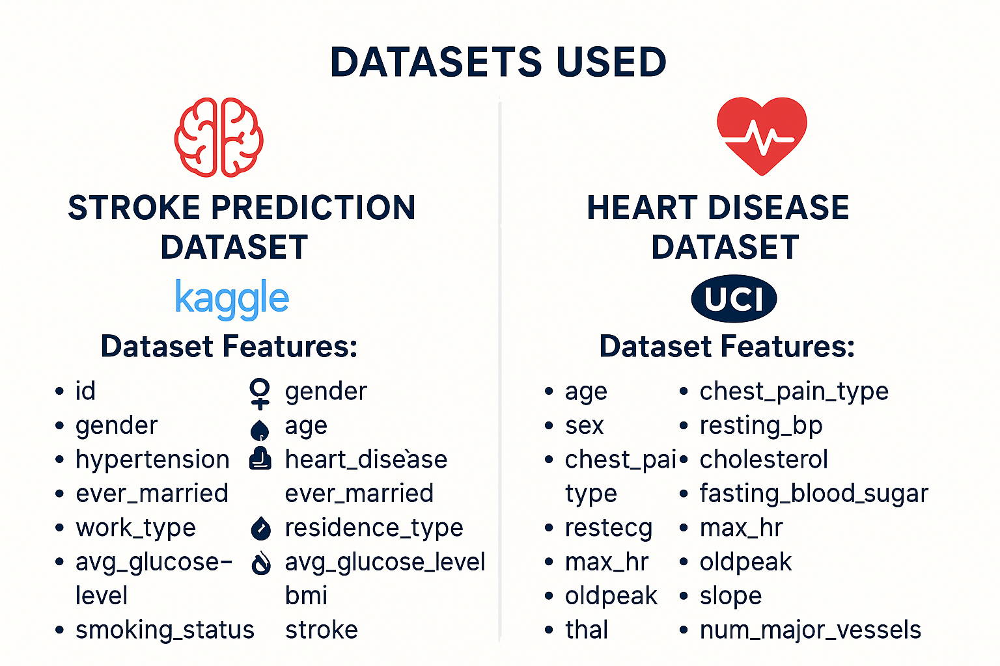 DATASETS USED
STROKE PREDICTION
DATASET
kaggle
Dataset Features:
• id
• gender
• hypertension
• ever_married
• work_type
• avg_glucose-
level
• smoking_status
gender
age
heart_disease
ever_married
residence_type
avg_glucose_level
bmi
stroke
HEART DISEASE
DATASET
UCI
Dataset Features:
• age
• sex
• chest_pai
type
• restecg
• max_hr
• oldpeak
• thal
• chest_pain_type
• resting_bp
• cholesterol
• fasting_blood_sugar
• max_hr
• oldpeak
• slope
• num_major_vessels